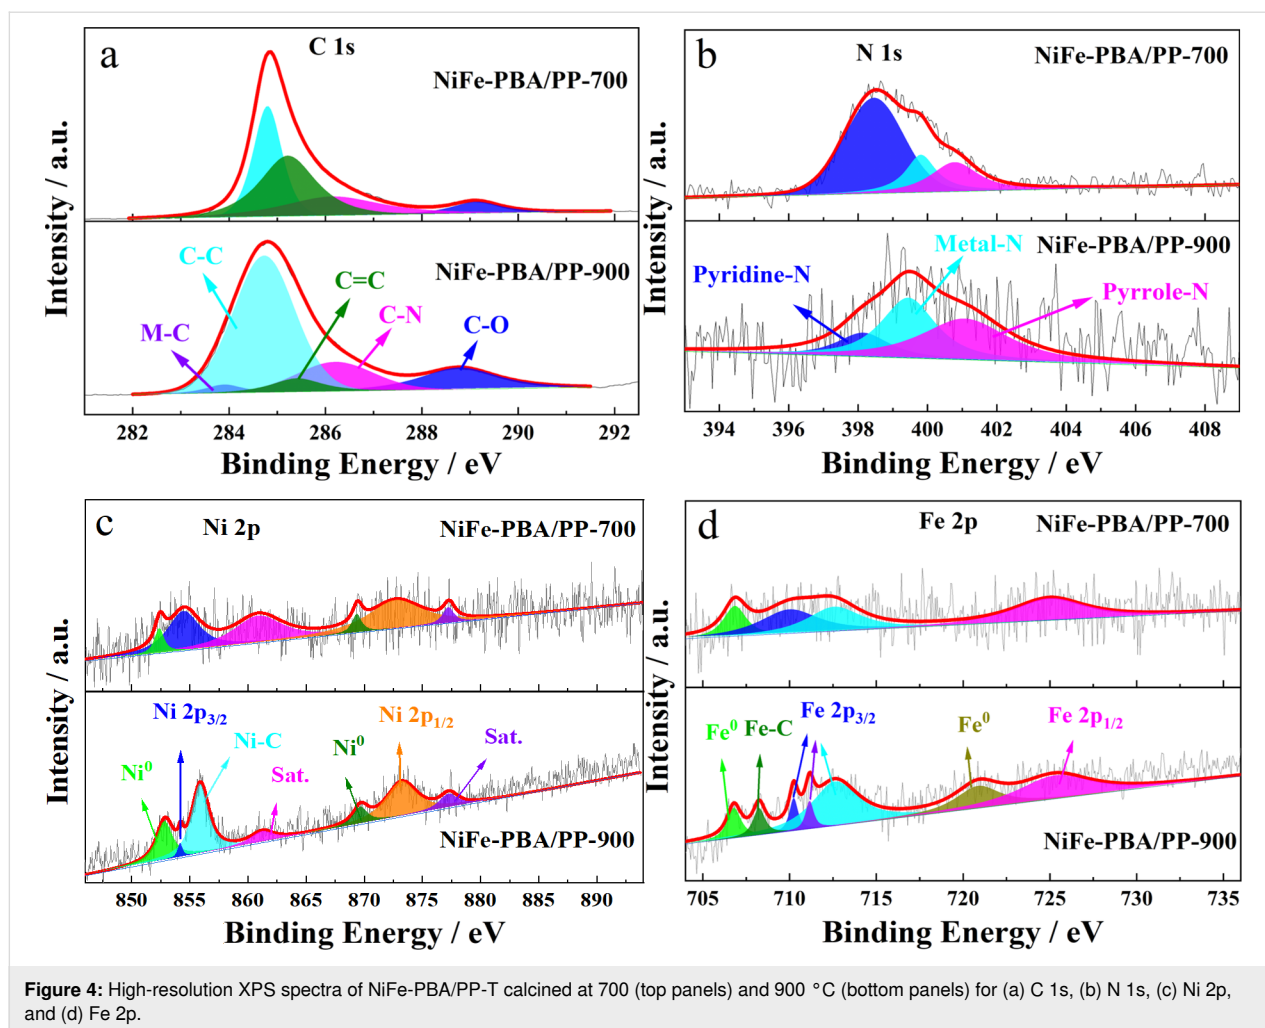 a
C 1s
NiFe-PBA/PP-700
Intensity / a.u.
C-C
M-C
C=C
C-N
C-O
NiFe-PBA/PP-900
282 284 286 288 290 292
Binding Energy / eV
b
N 1s
NiFe-PBA/PP-700
Intensity / a.u.
Pyridine-N
Metal-N
Pyrrole-N
NiFe-PBA/PP-900
394 396 398 400 402 404 406 408
Binding Energy / eV
c
Ni 2p
NiFe-PBA/PP-700
Intensity / a.u.
Ni⁰
Ni 2p₃/₂
Ni-C
Sat.
Ni⁰
Ni 2p₁/₂
Sat.
NiFe-PBA/PP-900
850 855 860 865 870 875 880 885 890
Binding Energy / eV
d
Fe 2p
NiFe-PBA/PP-700
Intensity / a.u.
Fe⁰
Fe-C
Fe 2p₃/₂
Fe⁰
Fe 2p₁/₂
NiFe-PBA/PP-900
705 710 715 720 725 730 735
Binding Energy / eV
Figure 4: High-resolution XPS spectra of NiFe-PBA/PP-T calcined at 700 (top panels) and 900 °C (bottom panels) for (a) C 1s, (b) N 1s, (c) Ni 2p,
and (d) Fe 2p.